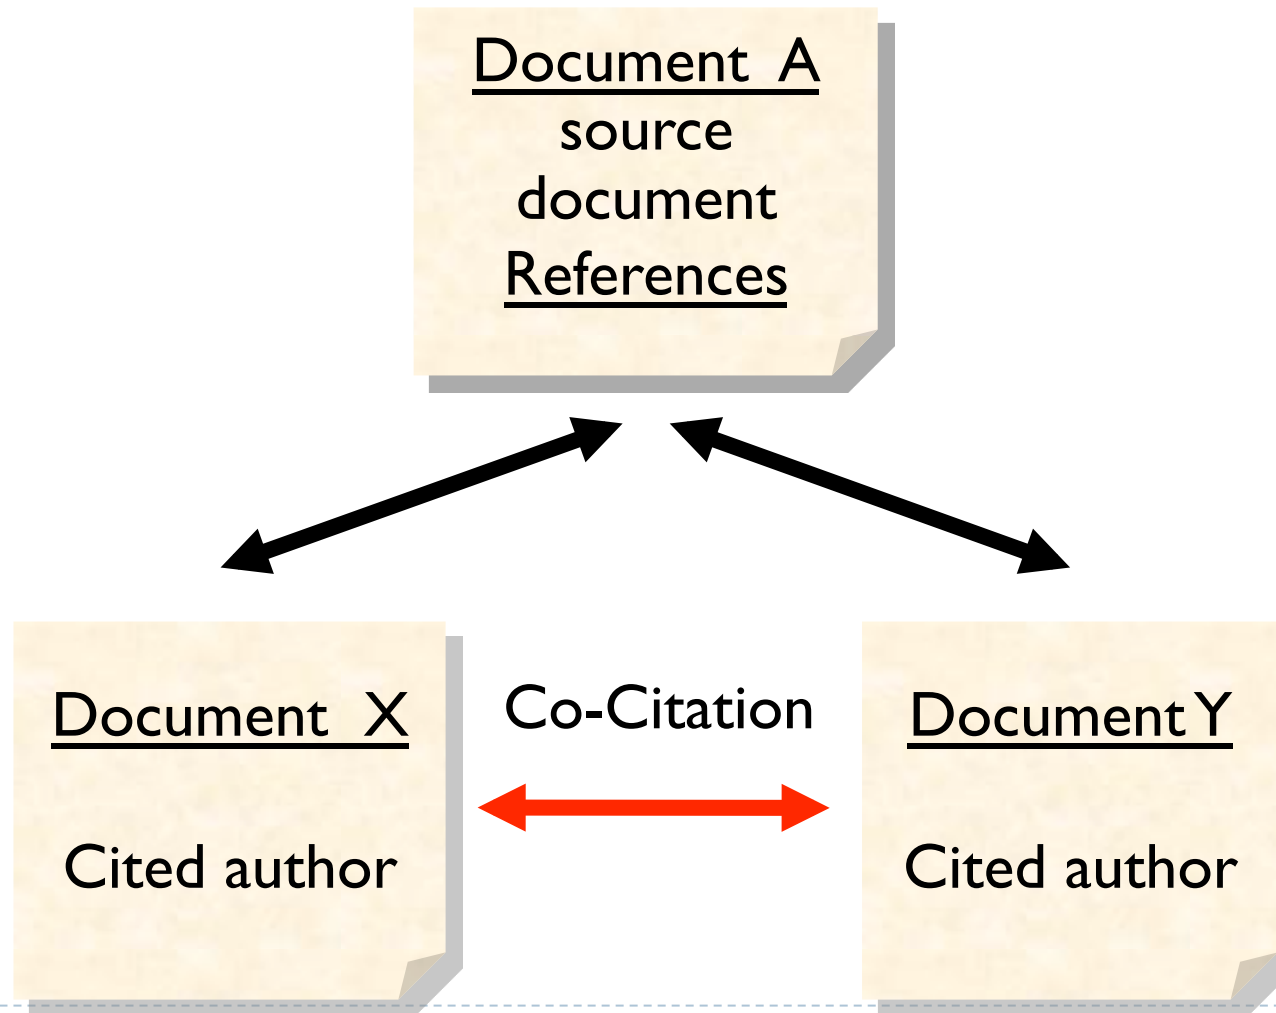 Document A
source
document
References
Document X
Cited author
Co-Citation
Document Y
Cited author